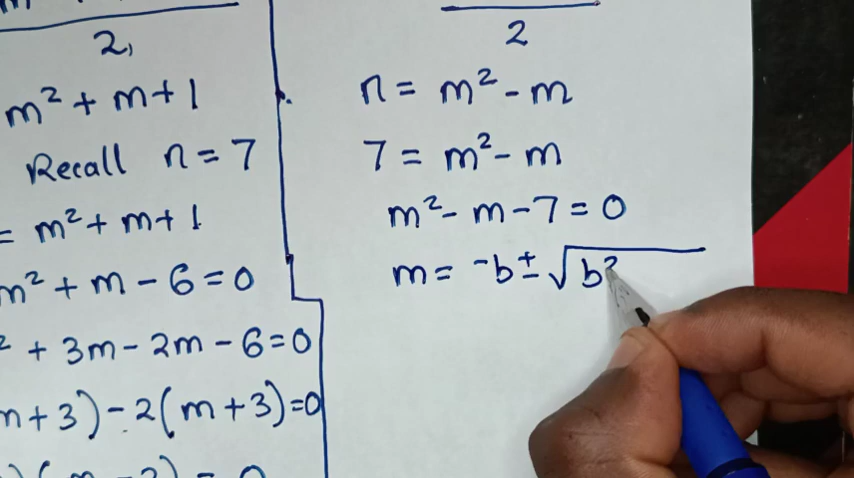 2,
m² + m + 1
Recall n = 7
= m² + m + 1
m² + m - 6 = 0
² + 3m - 2m - 6 = 0
m + 3) - 2(m + 3) = 0
2
n = m² - m
7 = m² - m
m² - m - 7 = 0
m = -b ± √b²